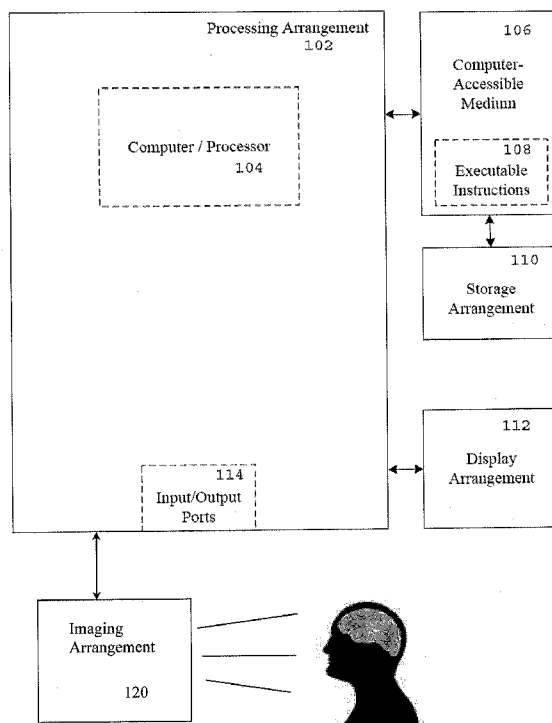 Processing Arrangement
102
Computer / Processor
104
106
Computer-
Accessible
Medium
108
Executable
Instructions
110
Storage
Arrangement
112
Display
Arrangement
114
Input/Output
Ports
Imaging
Arrangement
120